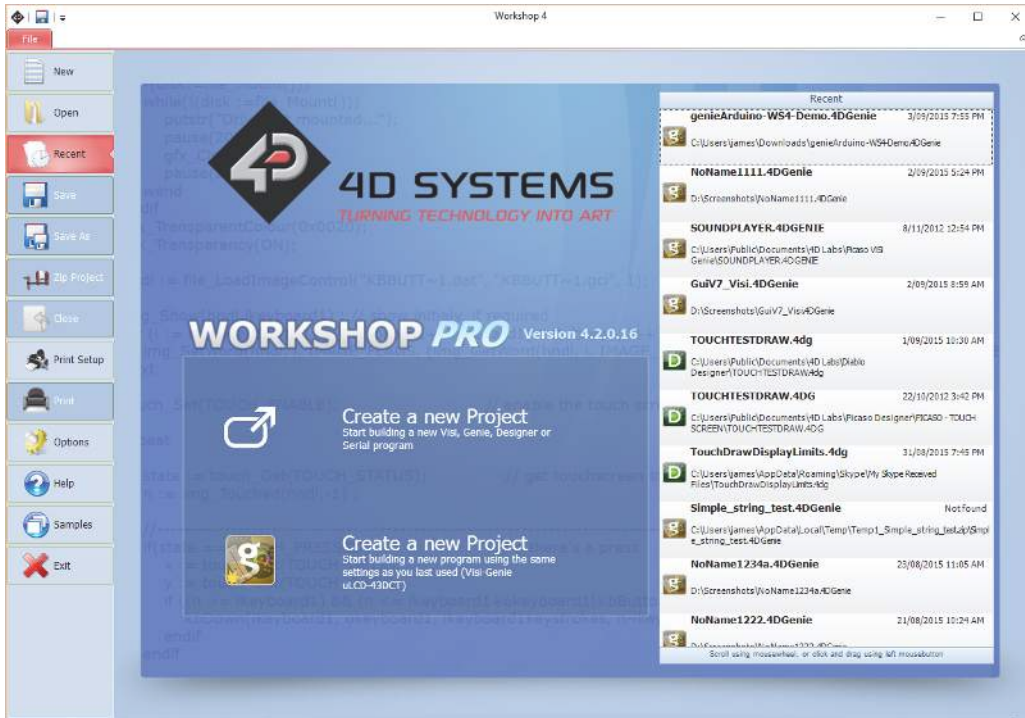 Workshop 4
File
New
Open
Recent
Save
Save As
Zip Project
Close
Print Setup
Print
Options
Help
Samples
Exit
4D SYSTEMS
TURNING TECHNOLOGY INTO ART
WORKSHOP PRO Version 4.2.0.16
Create a new Project
Start building a new Visi, Genie, Designer or
Serial program
Create a new Project
Start building a new program using the same
settings as you last used (Visi Genie
uLCD-43DCT)
Recent
genieArduino-WS4-Demo.4DGenie 3/09/2015 7:55 PM
C:\Users\james\Downloads\genieArduino-WS4-Demo.4DGenie
NoName1111.4DGenie 2/09/2015 5:24 PM
D:\Screenshots\NoName1111.4DGenie
SOUNDPLAYER.4DGENIE 8/11/2012 12:54 PM
C:\Users\Public\Documents\4D Labs\Picaso VISI
Genie\SOUNDPLAYER.4DGENIE
GuiV7_Visi.4DGenie 2/09/2015 8:59 AM
D:\Screenshots\GuiV7_Visi.4DGenie
TOUCHTESTDRAW.4dg 1/09/2015 10:30 AM
C:\Users\Public\Documents\4D Labs\Diablo
Designer\TOUCHTESTDRAW.4dg
TOUCHTESTDRAW.4DG 22/10/2012 3:42 PM
C:\Users\Public\Documents\4D Labs\Picaso Designer\PICASO - TOUCH
SCREEN\TOUCHTESTDRAW.4DG
TouchDrawDisplayLimits.4dg 31/08/2015 7:45 PM
C:\Users\james\AppData\Roaming\Skype\My Skype Received
Files\TouchDrawDisplayLimits.4dg
Simple_string_test.4DGenie Not found
C:\Users\james\AppData\Local\Temp\Temp1_Simple_string_test.zip\Simpl
e_string_test.4DGenie
NoName1234a.4DGenie 23/08/2015 11:05 AM
D:\Screenshots\NoName1234a.4DGenie
NoName1222.4DGenie 21/08/2015 10:24 AM
Scroll using mousewheel, or click and drag using left mousebutton